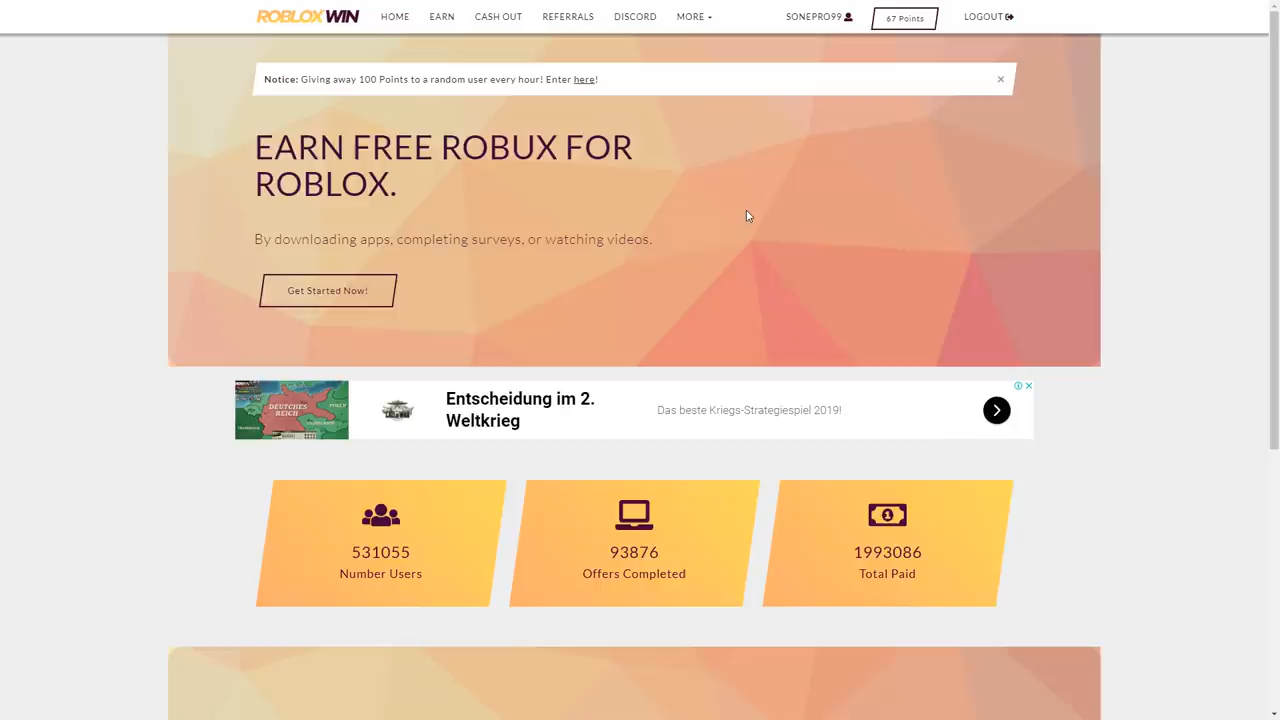 ROBLOX WIN HOME EARN CASH OUT REFERRALS DISCORD MORE SONEPRO99 67 Points LOGOUT
Notice: Giving away 100 Points to a random user every hour! Enter here! ×
EARN FREE ROBUX FOR
ROBLOX.
By downloading apps, completing surveys, or watching videos.
Get Started Now!
DEUTSCHES
REICH
Entscheidung im 2.
Weltkrieg
Das beste Kriegs-Strategiespiel 2019!
531055
Number Users
93876
Offers Completed
1993086
Total Paid